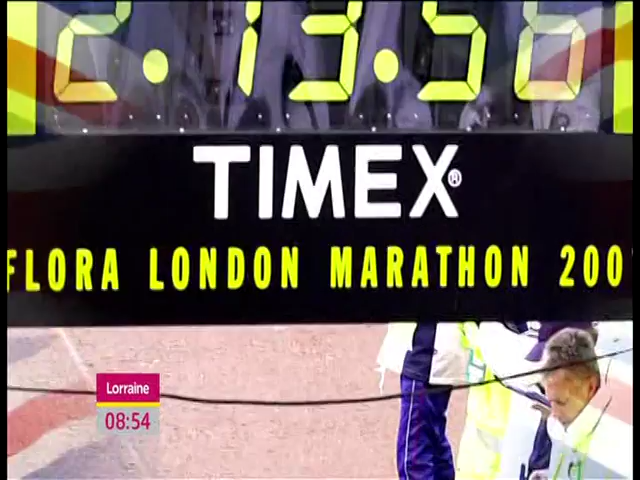 2.13.56
TIMEX®
FLORA LONDON MARATHON 200
Lorraine
08:54